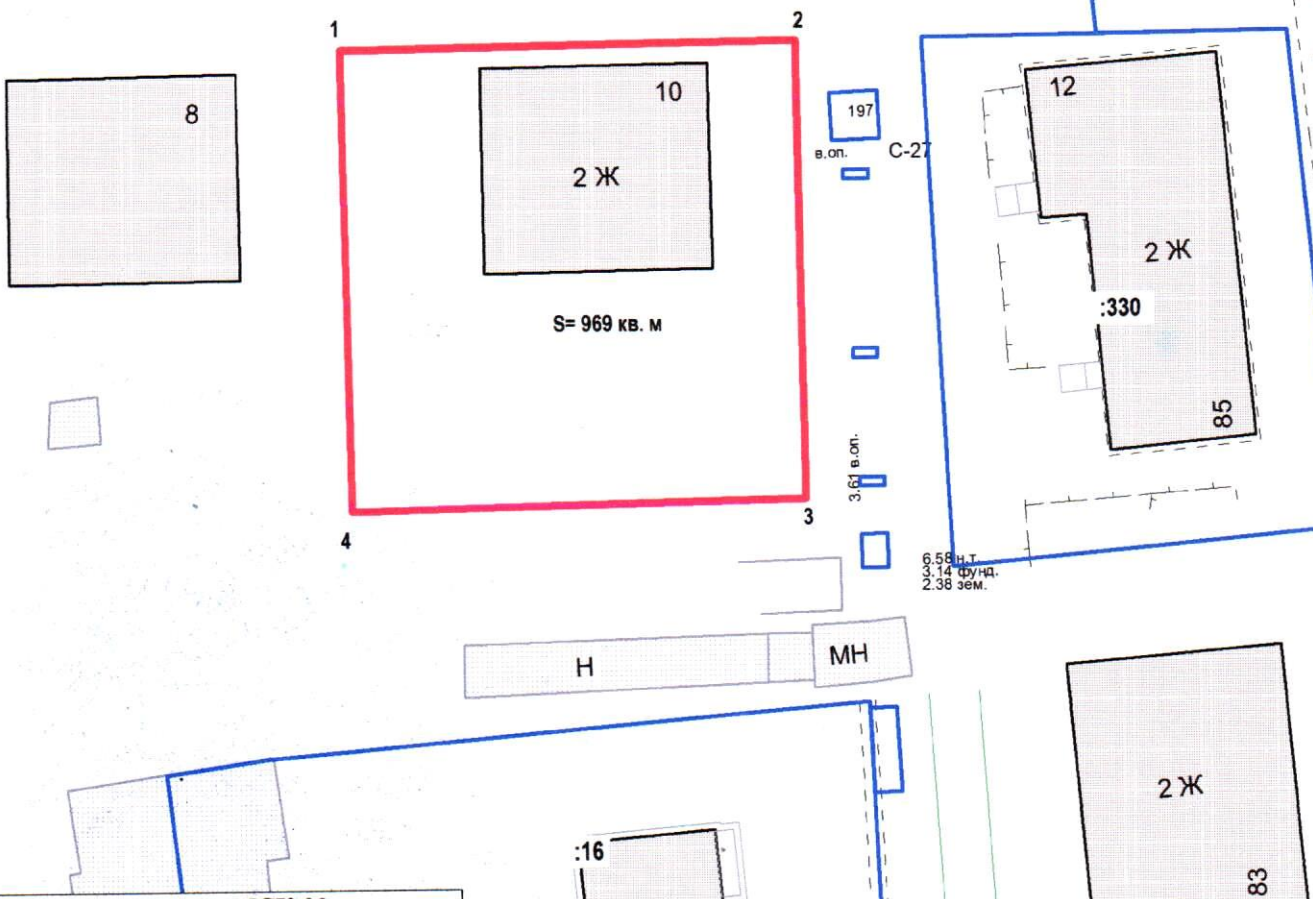 1
2
8
10
12
197
в.оп.
С-27
2 Ж
2 Ж
:330
S= 969 кв. м
85
3.61 в.оп.
3
4
6.58 н.т.
3.14 фунд.
2.38 зем.
Н
МН
2 Ж
:16
83